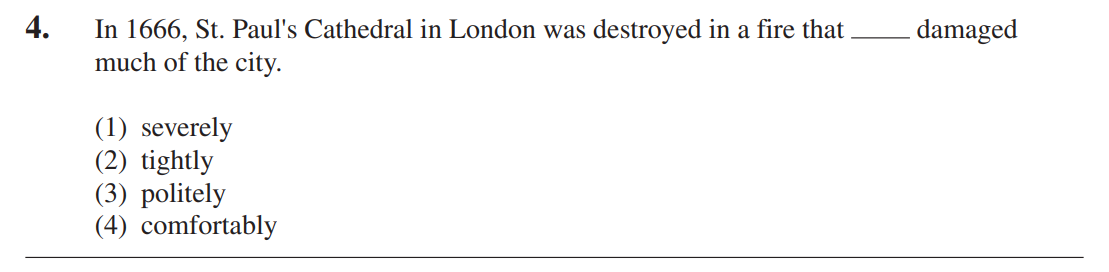 4. In 1666, St. Paul's Cathedral in London was destroyed in a fire that _____ damaged
much of the city.
(1) severely
(2) tightly
(3) politely
(4) comfortably